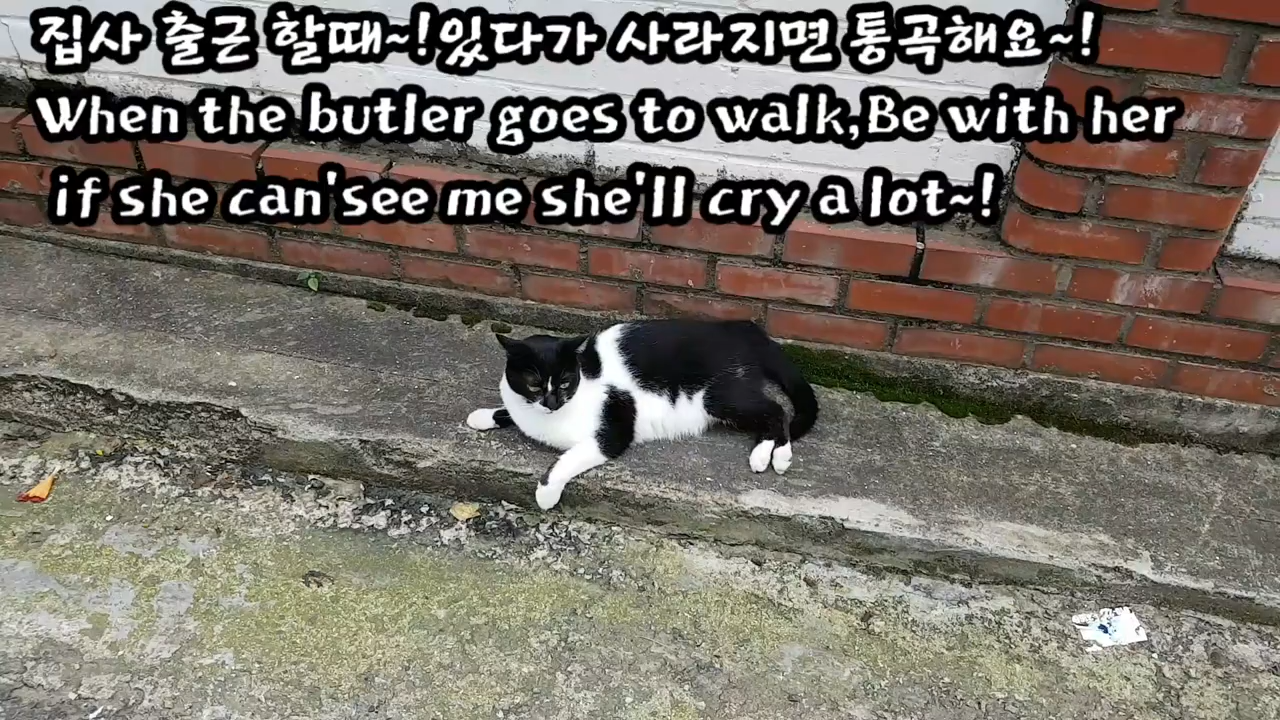 집사 출근 할때~!있다가 사라지면 통곡해요~!
When the butler goes to walk,Be with her
if she can'see me she'll cry a lot~!